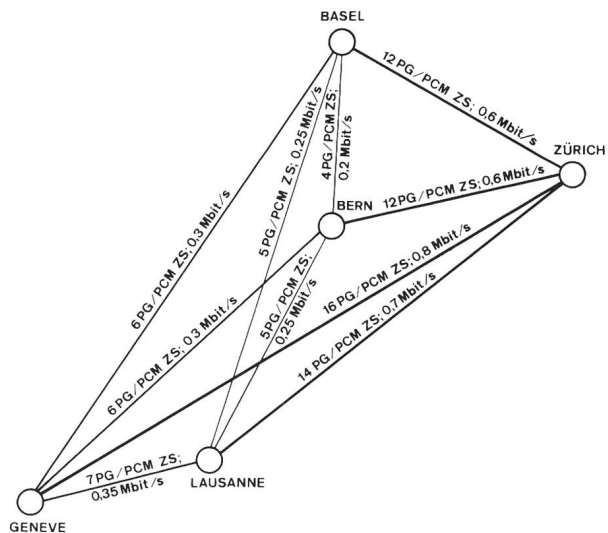 BASEL
12 PG/PCM ZS; 0,6 Mbit/s
ZÜRICH
6 PG/PCM ZS; 0,3 Mbit/s
5 PG/PCM ZS; 0,25 Mbit/s
4 PG/PCM ZS;
0,2 Mbit/s
BERN
12 PG/PCM ZS; 0,6 Mbit/s
6 PG/PCM ZS; 0,3 Mbit/s
5 PG/PCM ZS;
0,25 Mbit/s
16 PG/PCM ZS; 0,8 Mbit/s
14 PG/PCM ZS; 0,7 Mbit/s
7 PG/PCM ZS;
0,35 Mbit/s
LAUSANNE
GENEVE